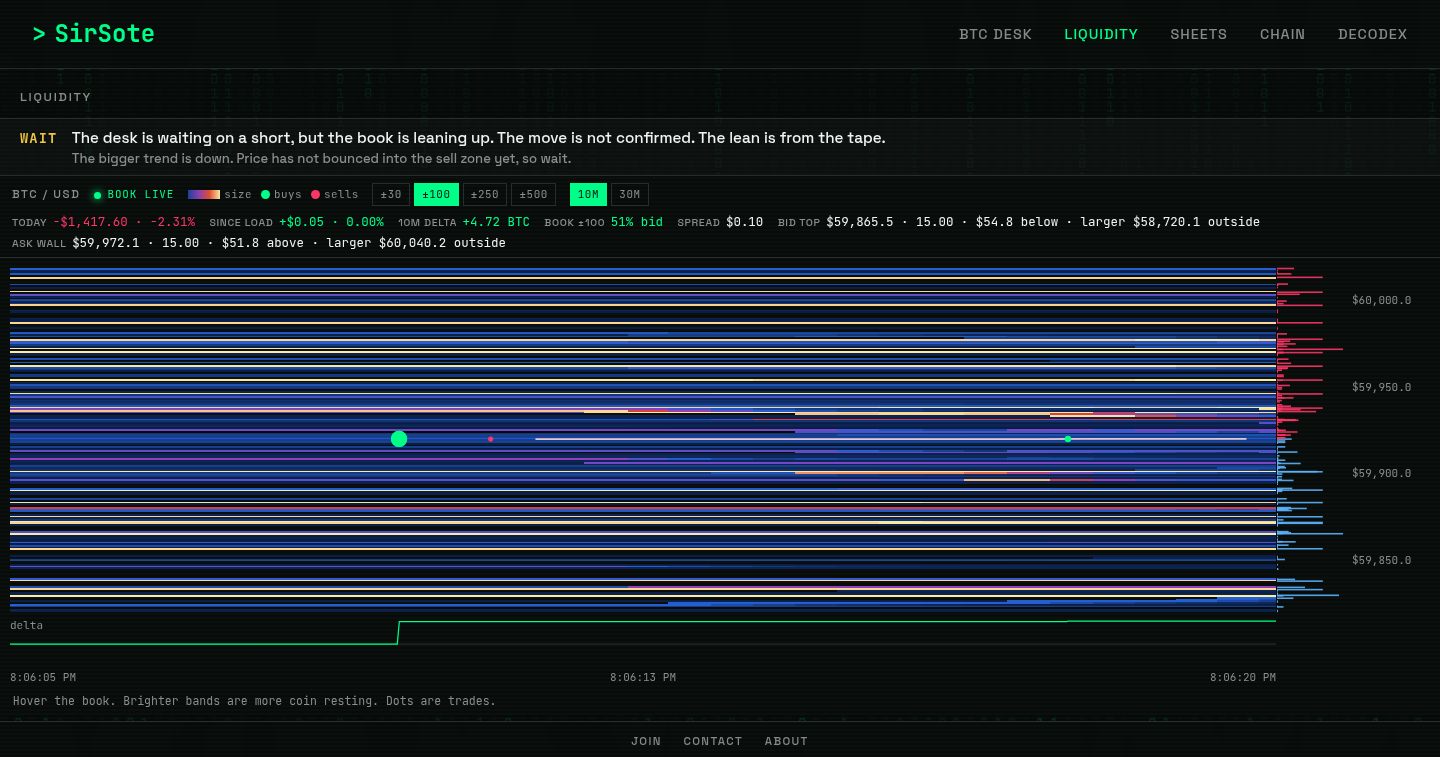 > SirSote
BTC DESK LIQUIDITY SHEETS CHAIN DECODEX
LIQUIDITY
WAIT The desk is waiting on a short, but the book is leaning up. The move is not confirmed. The lean is from the tape.
The bigger trend is down. Price has not bounced into the sell zone yet, so wait.
BTC / USD BOOK LIVE size buys sells ±30 ±100 ±250 ±500 10M 30M
TODAY -$1,417.60 · -2.31% SINCE LOAD +$0.05 · 0.00% 10M DELTA +4.72 BTC BOOK ±100 51% bid SPREAD $0.10 BID TOP $59,865.5 · 15.00 · $54.8 below · larger $58,720.1 outside
ASK WALL $59,972.1 · 15.00 · $51.8 above · larger $60,040.2 outside
$60,000.0
$59,950.0
$59,900.0
$59,850.0
delta
8:06:05 PM 8:06:13 PM 8:06:20 PM
Hover the book. Brighter bands are more coin resting. Dots are trades.
JOIN CONTACT ABOUT